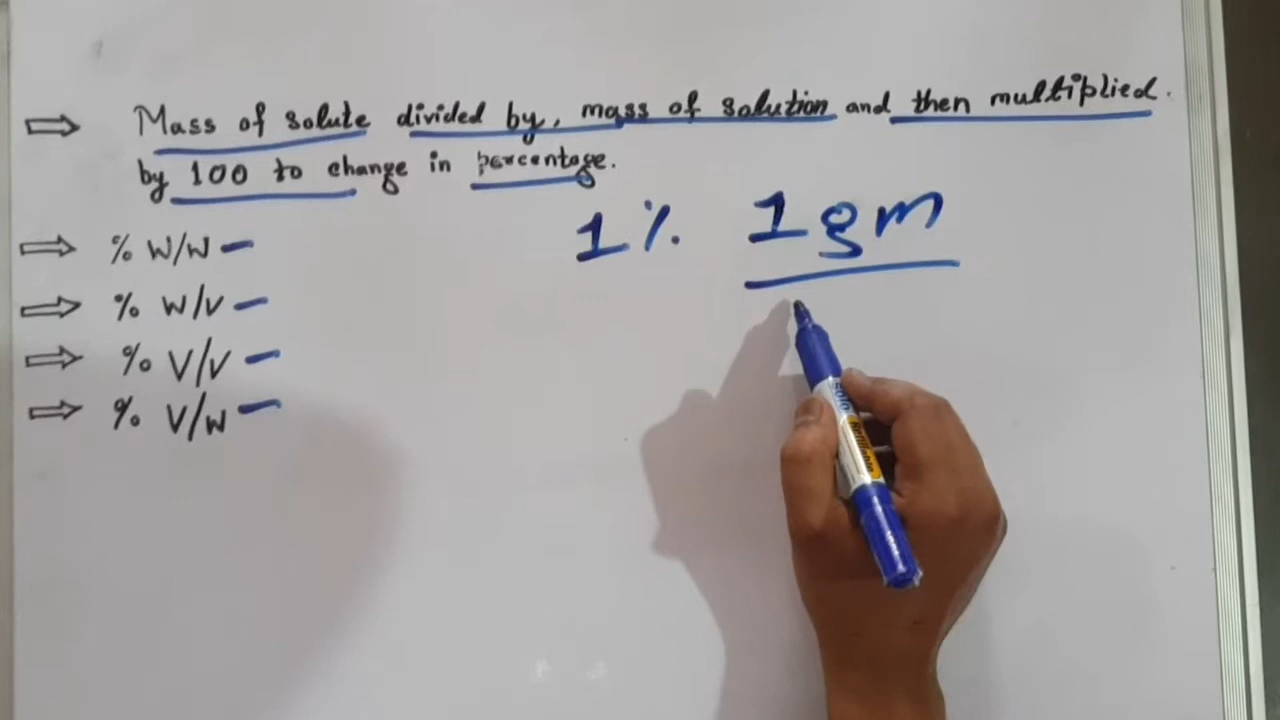 ⇒ Mass of solute divided by, mass of solution and then multiplied.
by 100 to change in percentage.
1% 1gm
⇒ % W/W -
⇒ % W/V -
⇒ % V/V -
⇒ % V/W -
solo